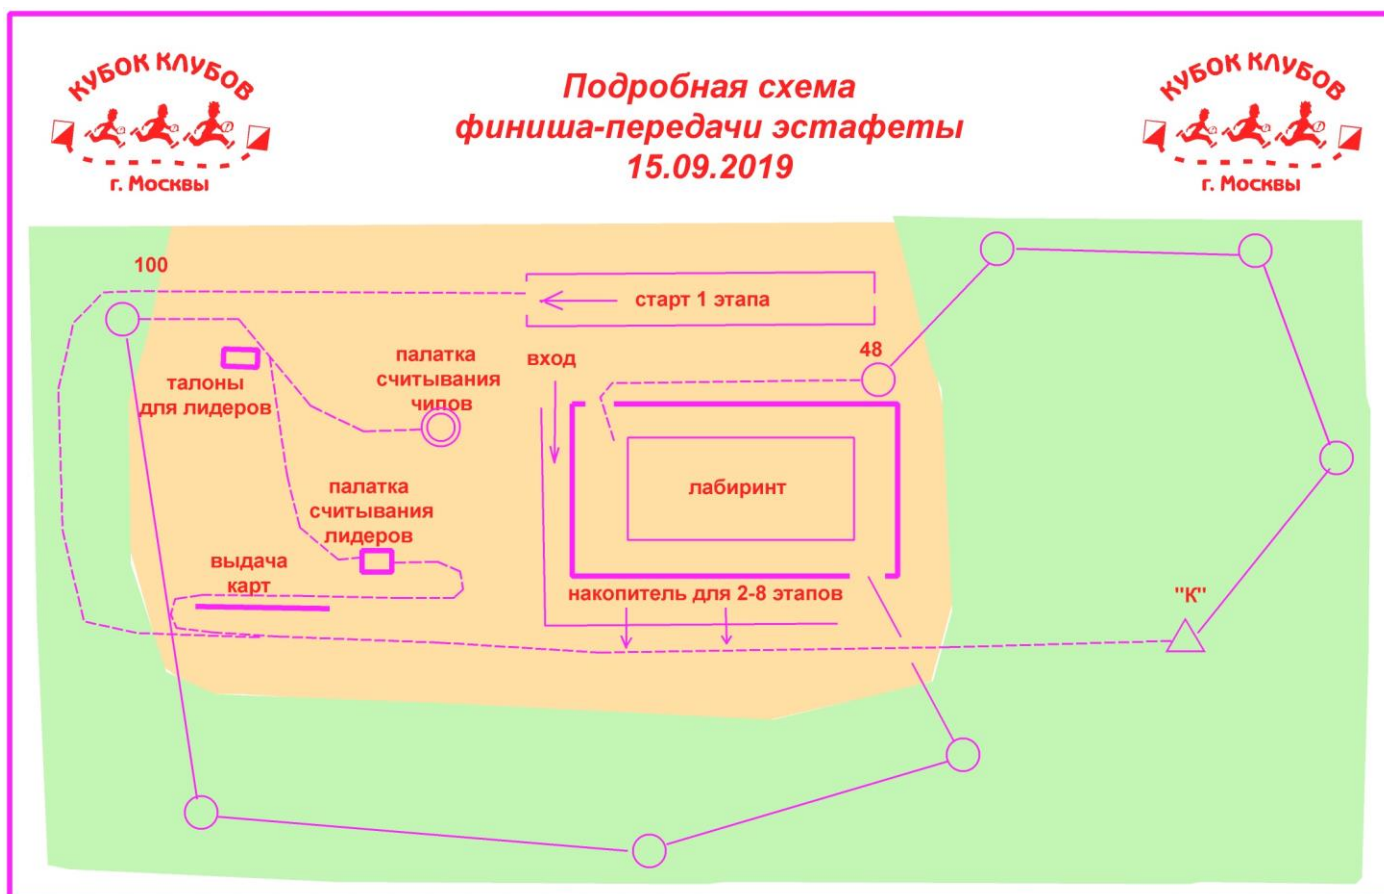 КУБОК КЛУБОВ
г. Москвы
Подробная схема
финиша-передачи эстафеты
15.09.2019
КУБОК КЛУБОВ
г. Москвы
100
старт 1 этапа
палатка
считывания
чипов
вход
48
талоны
для лидеров
палатка
считывания
лидеров
лабиринт
выдача
карт
накопитель для 2-8 этапов
"К"